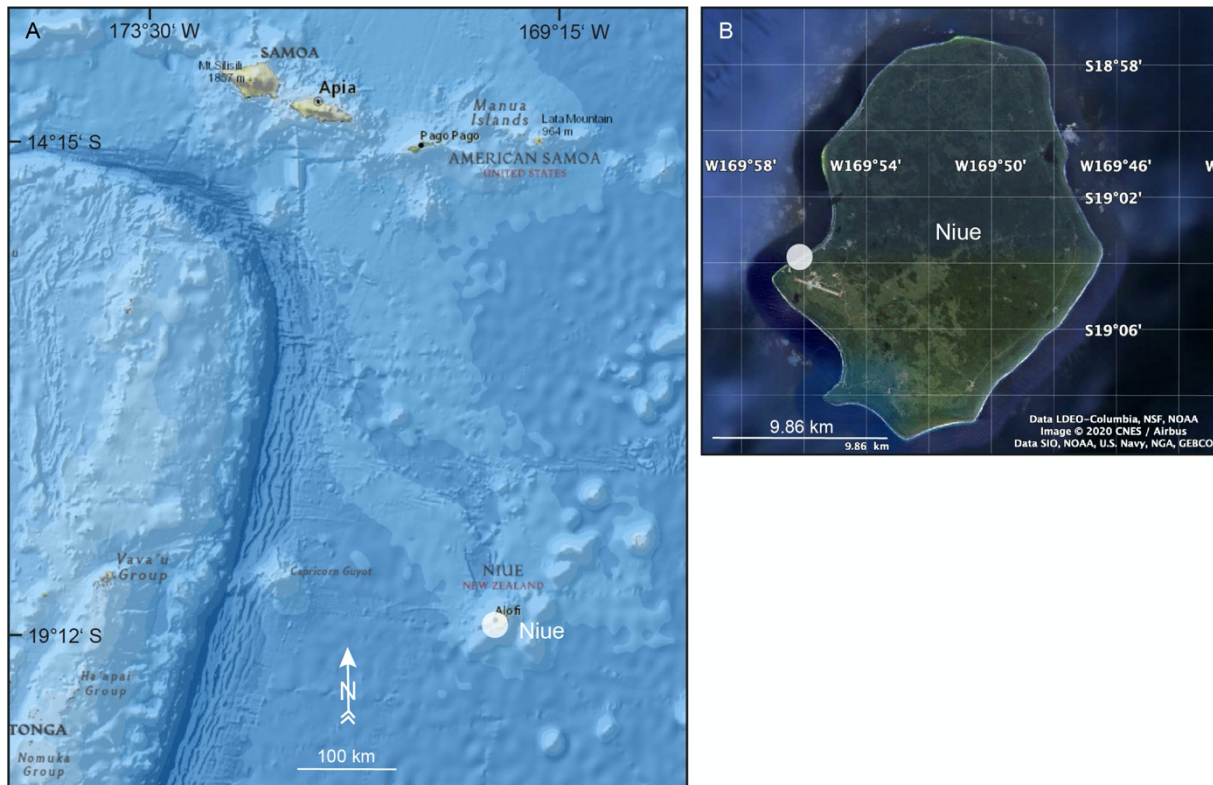 A
173°30' W
169°15' W
SAMOA
Mt Silisili
1857 m
Apia
Manua
Islands
Lata Mountain
964 m
14°15' S
Pago Pago
AMERICAN SAMOA
UNITED STATES
u
Vava'u
Group
Capricorn Guyot
NIUE
NEW ZEALAND
Alofi
Niue
19°12' S
Ha'apai
Group
N
TONGA
Nomuka
Group
100 km
B
S18°58'
W169°58'
W169°54'
W169°50'
W169°46'
W
S19°02'
Niue
S19°06'
Data LDEO-Columbia, NSF, NOAA
Image © 2020 CNES / Airbus
Data SIO, NOAA, U.S. Navy, NGA, GEBCO
9.86 km
9.86 km